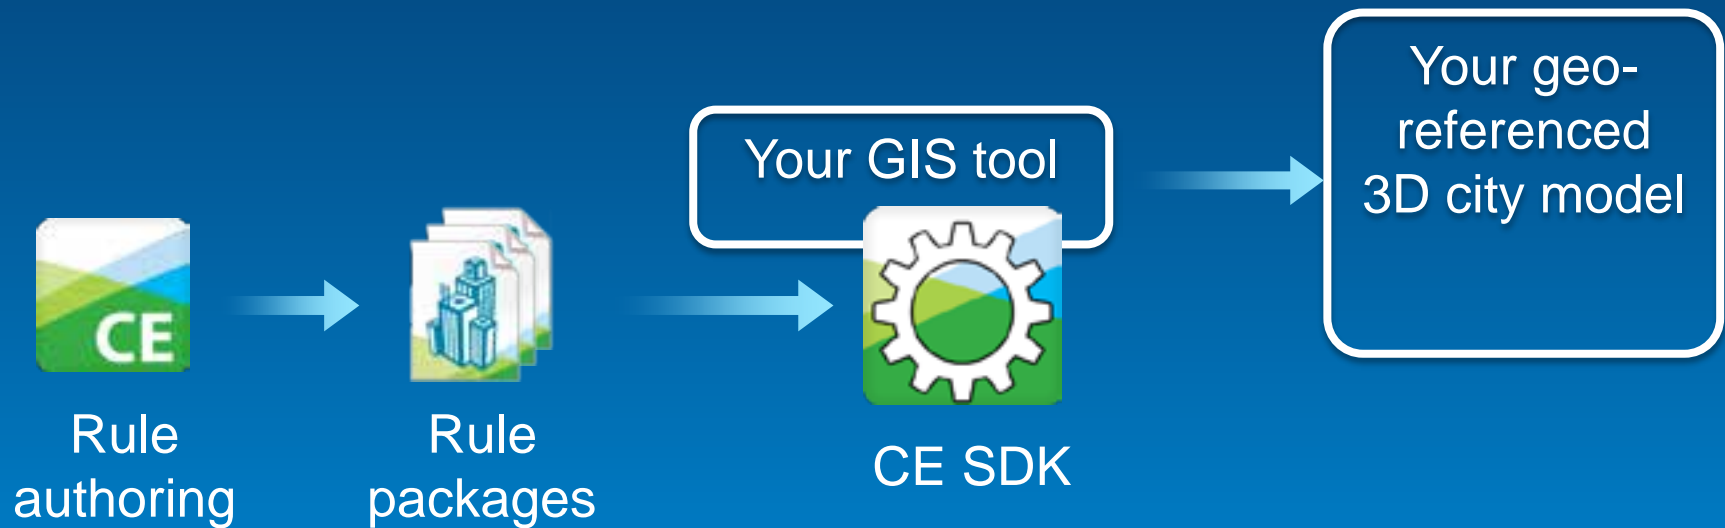 Your geo-
referenced
3D city model
Your GIS tool
CE
Rule
authoring
Rule
packages
CE SDK